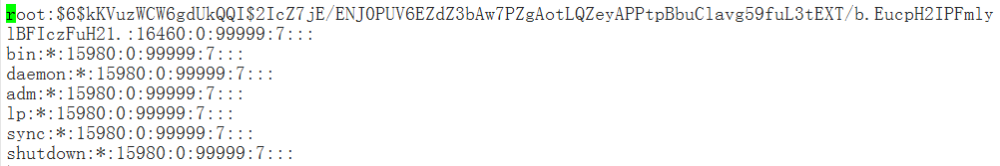 root:$6$kKVuzWCW6gdUkQQI$2IcZ7jE/ENJ0PUV6EZdZ3bAw7PZgAotLQZeyAPPtpBbuClavg59fuL3tEXT/b.EucpH2IPFmly
lBFIczFuH21.:16460:0:99999:7:::
bin:*:15980:0:99999:7:::
daemon:*:15980:0:99999:7:::
adm:*:15980:0:99999:7:::
lp:*:15980:0:99999:7:::
sync:*:15980:0:99999:7:::
shutdown:*:15980:0:99999:7:::